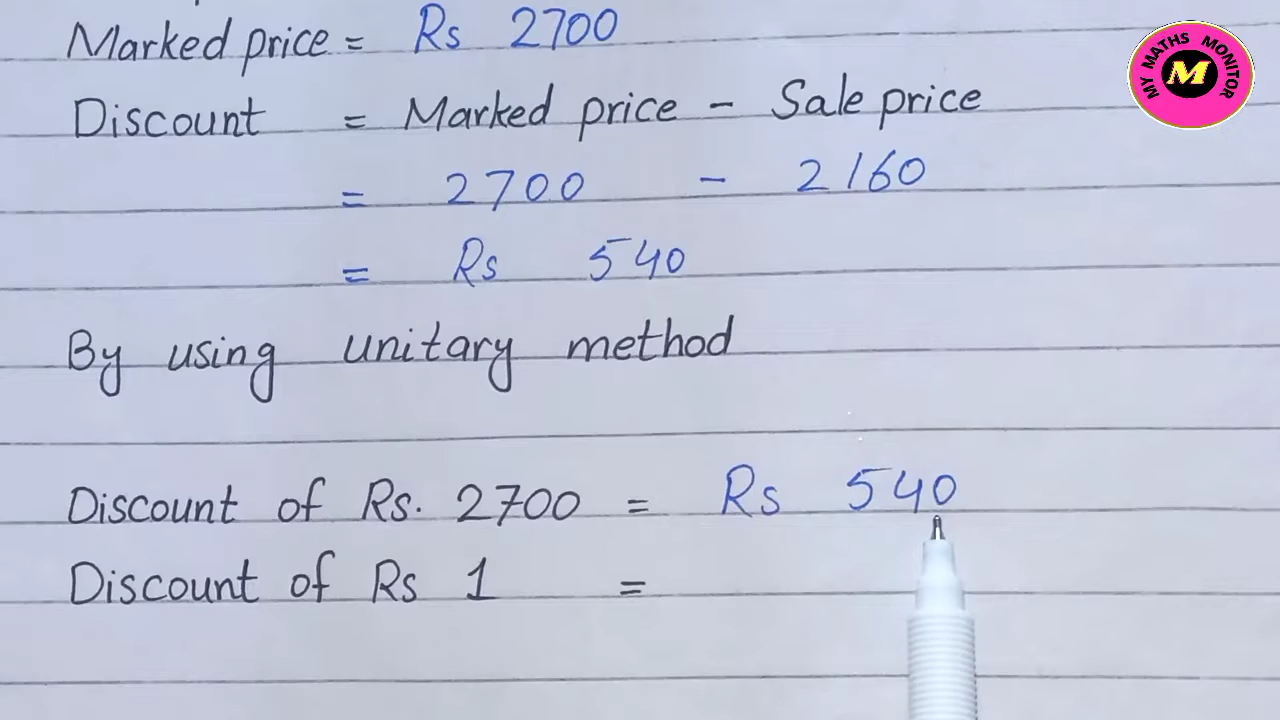 Marked price = Rs 2700
Discount = Marked price - Sale price
= 2700 - 2160
= Rs 540
By using unitary method
Discount of Rs. 2700 = Rs 540
Discount of Rs 1 =
MY MATHS MONITOR
M